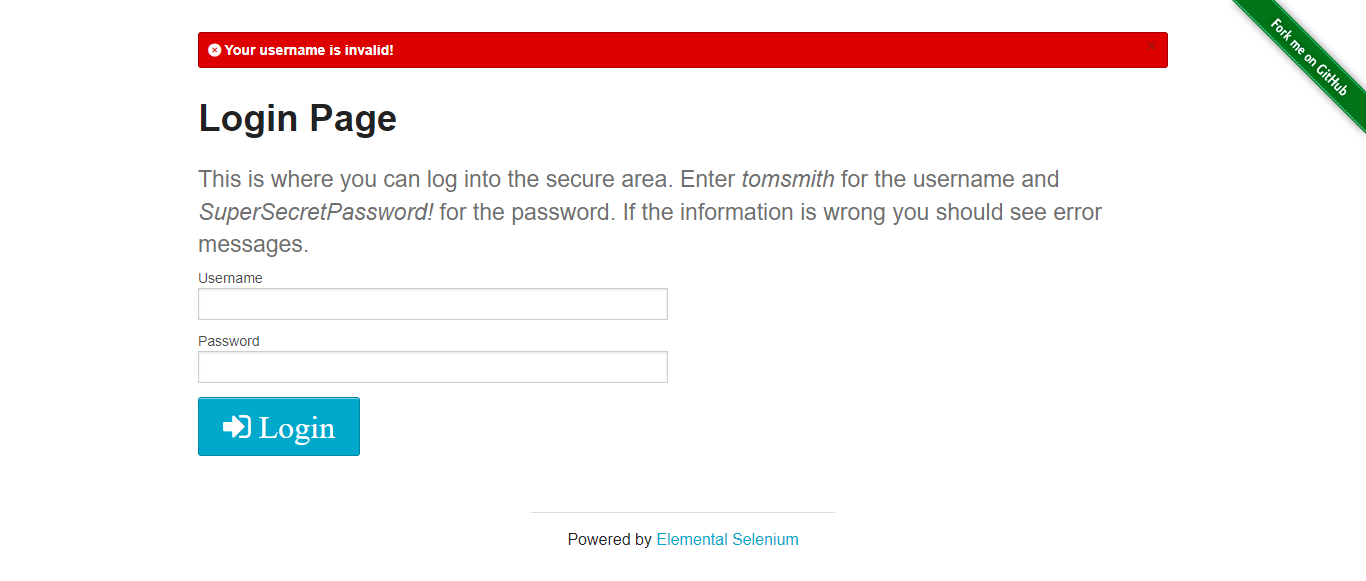 Your username is invalid!
Fork me on GitHub
Login Page
This is where you can log into the secure area. Enter tomsmith for the username and
SuperSecretPassword! for the password. If the information is wrong you should see error
messages.
Username
Password
Login
Powered by Elemental Selenium